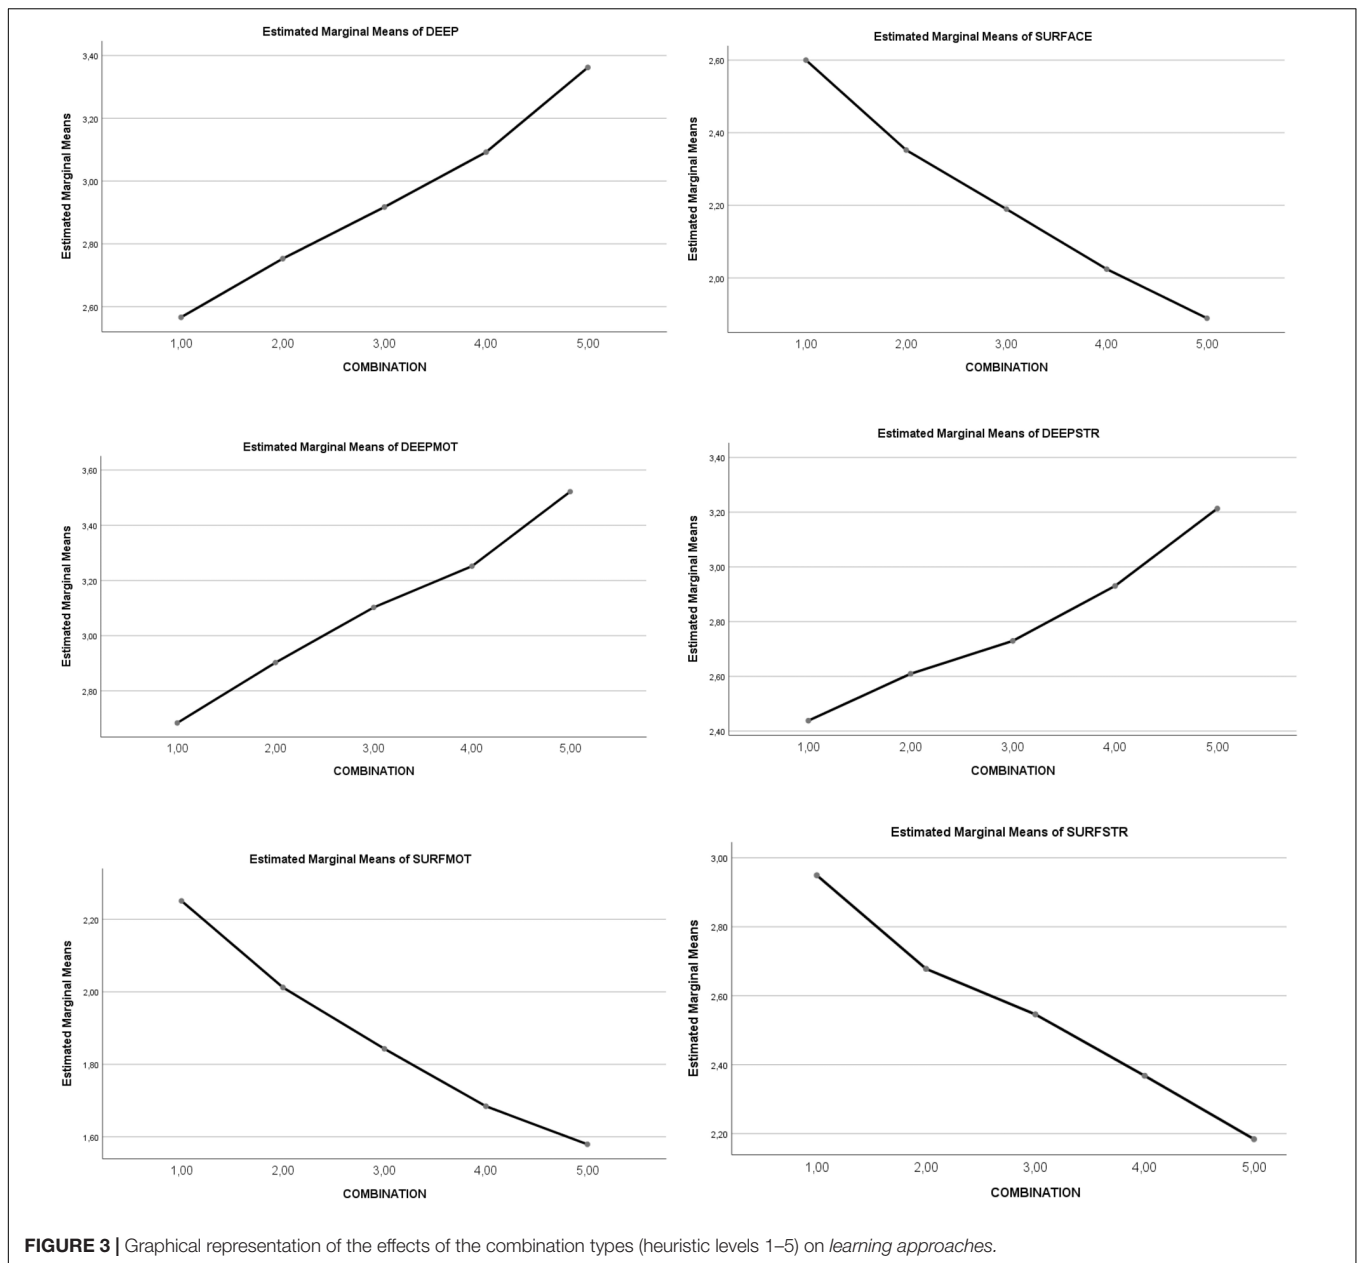 Estimated Marginal Means of DEEP
Estimated Marginal Means
3,40
3,20
3,00
2,80
2,60
1,00 2,00 3,00 4,00 5,00
COMBINATION
Estimated Marginal Means of SURFACE
Estimated Marginal Means
2,60
2,40
2,20
2,00
1,00 2,00 3,00 4,00 5,00
COMBINATION
Estimated Marginal Means of DEEPMOT
Estimated Marginal Means
3,60
3,40
3,20
3,00
2,80
1,00 2,00 3,00 4,00 5,00
COMBINATION
Estimated Marginal Means of DEEPSTR
Estimated Marginal Means
3,40
3,20
3,00
2,80
2,60
2,40
1,00 2,00 3,00 4,00 5,00
COMBINATION
Estimated Marginal Means of SURFMOT
Estimated Marginal Means
2,20
2,00
1,80
1,60
1,00 2,00 3,00 4,00 5,00
COMBINATION
Estimated Marginal Means of SURFSTR
Estimated Marginal Means
3,00
2,80
2,60
2,40
2,20
1,00 2,00 3,00 4,00 5,00
COMBINATION
FIGURE 3 | Graphical representation of the effects of the combination types (heuristic levels 1–5) on learning approaches.